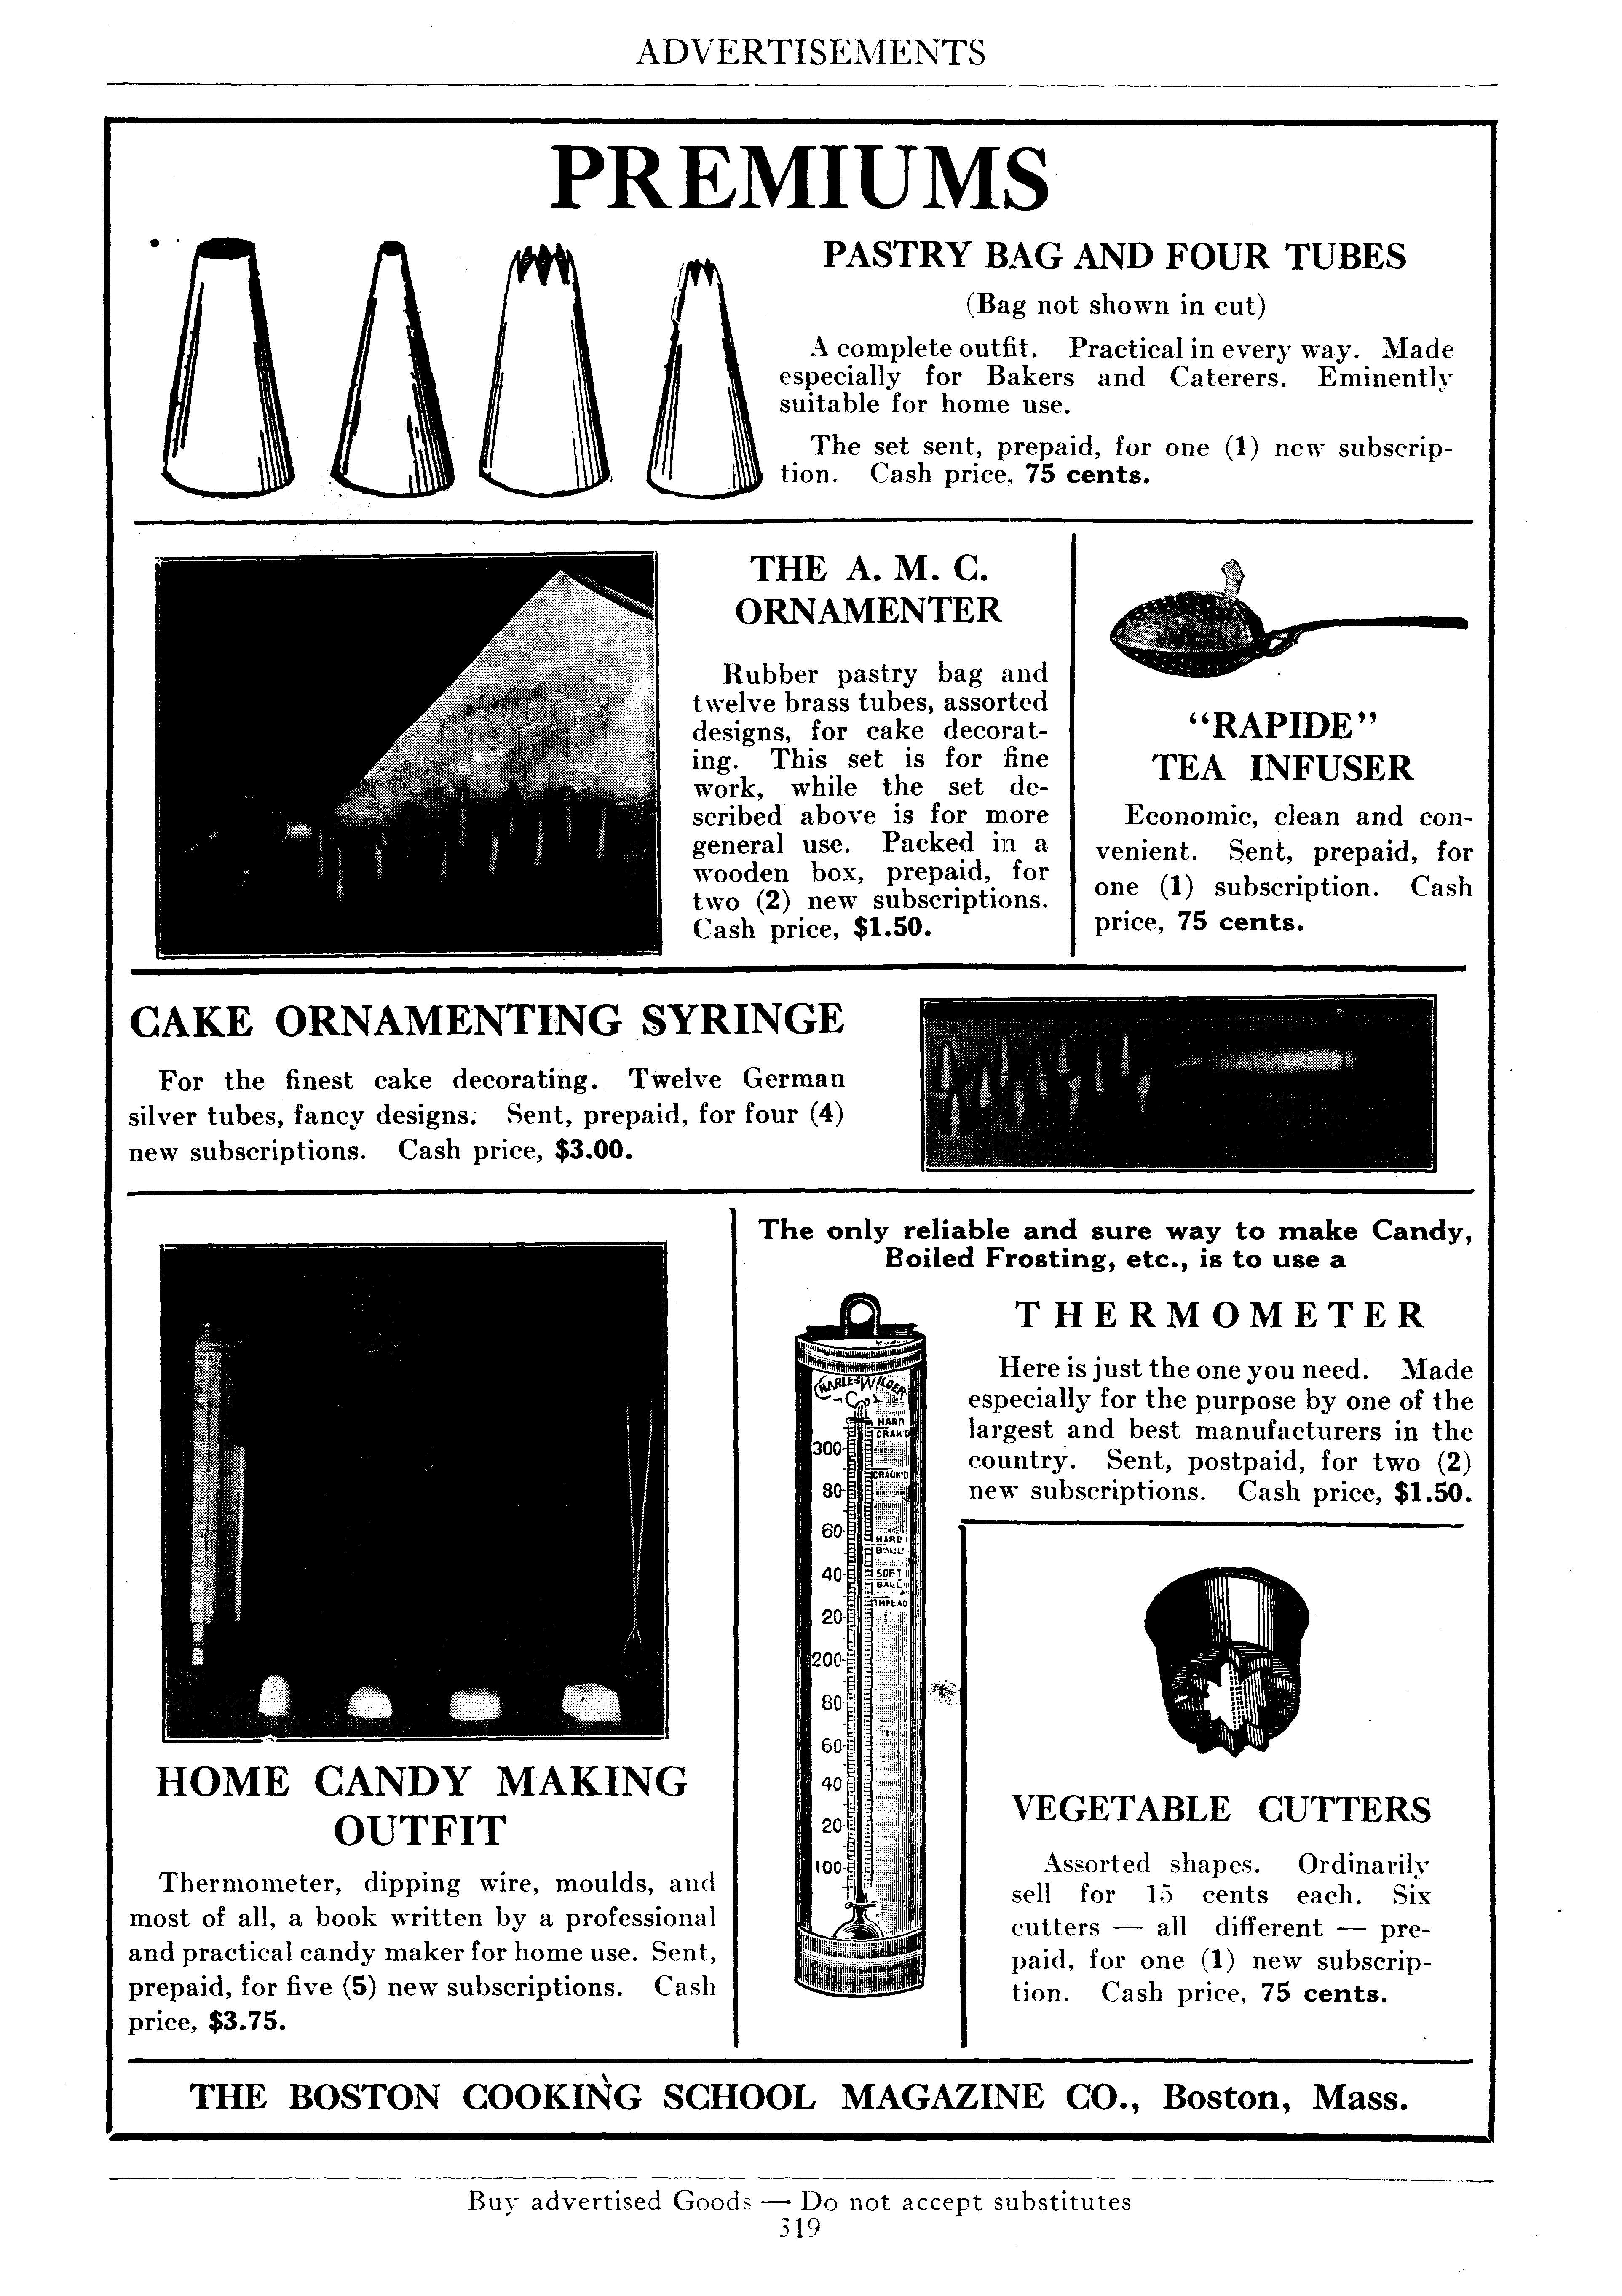 ADVERTISEMENTS
PREMIUMS
PASTRY BAG AND FOUR TUBES
(Bag not shown in cut)
A complete outfit. Practical in every way. Made
especially for Bakers and Caterers. Eminently
suitable for home use.
The set sent, prepaid, for one (1) new subscrip-
tion. Cash price, 75 cents.
THE A. M. C.
ORNAMENTER
Rubber pastry bag and
twelve brass tubes, assorted
designs, for cake decorat-
ing. This set is for fine
work, while the set de-
scribed above is for more
general use. Packed in a
wooden box, prepaid, for
two (2) new subscriptions.
Cash price, $1.50.
“RAPIDE”
TEA INFUSER
Economic, clean and con-
venient. Sent, prepaid, for
one (1) subscription. Cash
price, 75 cents.
CAKE ORNAMENTING SYRINGE
For the finest cake decorating. Twelve German
silver tubes, fancy designs. Sent, prepaid, for four (4)
new subscriptions. Cash price, $3.00.
HOME CANDY MAKING
OUTFIT
Thermometer, dipping wire, moulds, and
most of all, a book written by a professional
and practical candy maker for home use. Sent,
prepaid, for five (5) new subscriptions. Cash
price, $3.75.
The only reliable and sure way to make Candy,
Boiled Frosting, etc., is to use a
THERMOMETER
Here is just the one you need. Made
especially for the purpose by one of the
largest and best manufacturers in the
country. Sent, postpaid, for two (2)
new subscriptions. Cash price, $1.50.
CHARLES WILDER
Co
HARD
CRAK'D
300
CRACK'D
80
60
HARD
BALL
40
SOFT
BALL
THREAD
20
200
80
60
40
20
100
VEGETABLE CUTTERS
Assorted shapes. Ordinarily
sell for 15 cents each. Six
cutters — all different — pre-
paid, for one (1) new subscrip-
tion. Cash price, 75 cents.
THE BOSTON COOKING SCHOOL MAGAZINE CO., Boston, Mass.
Buy advertised Goods — Do not accept substitutes
319